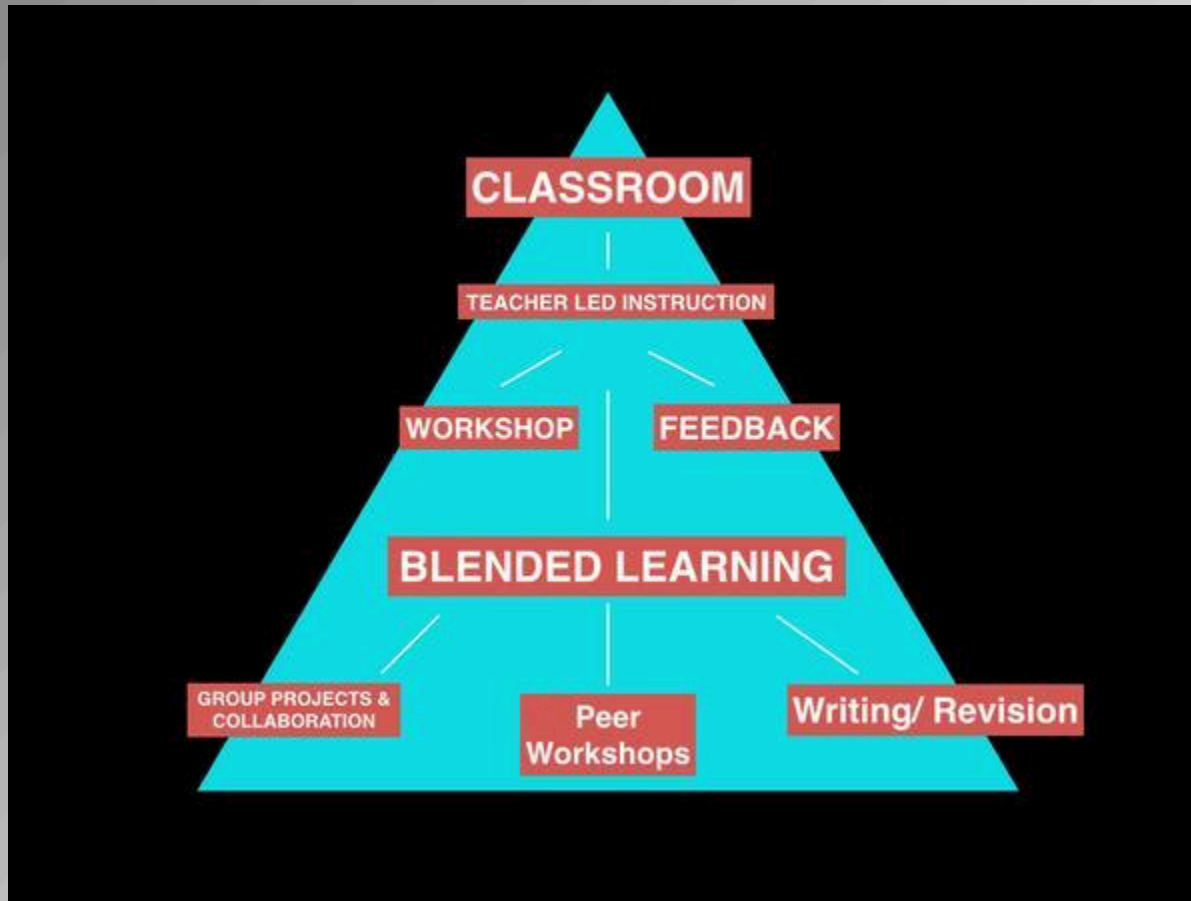 CLASSROOM
TEACHER LED INSTRUCTION
WORKSHOP
FEEDBACK
BLENDED LEARNING
GROUP PROJECTS &
COLLABORATION
Peer
Workshops
Writing/ Revision